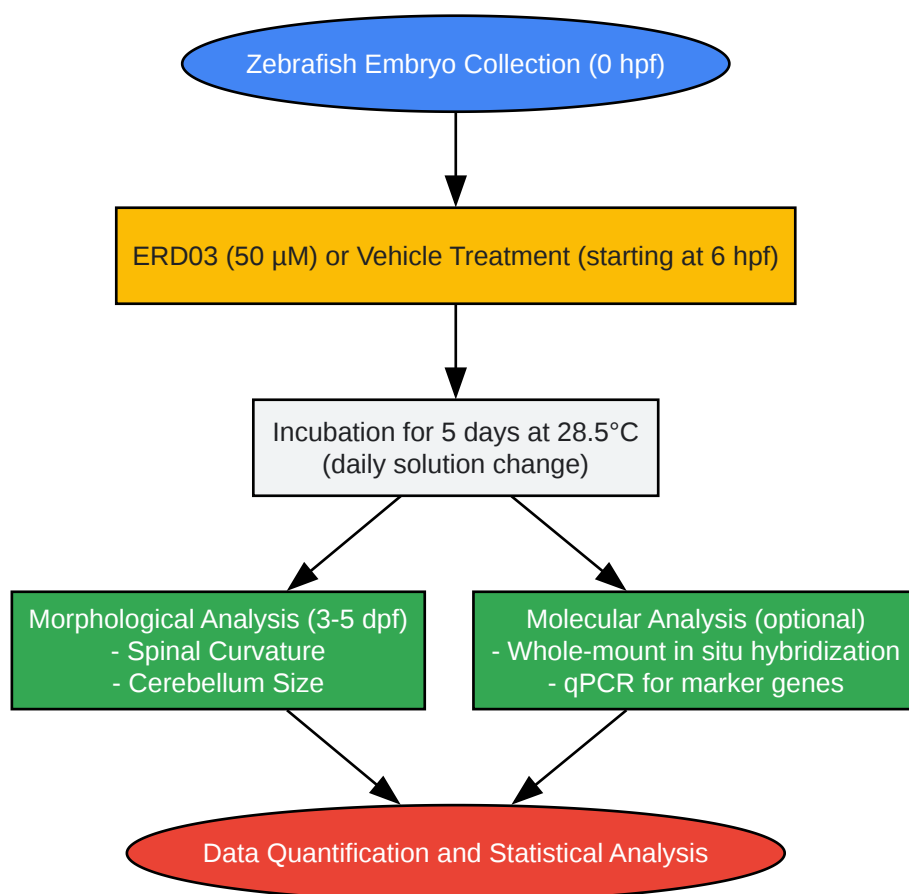 Zebrafish Embryo Collection (0 hpf)
ERD03 (50 µM) or Vehicle Treatment (starting at 6 hpf)
Incubation for 5 days at 28.5°C
(daily solution change)
Morphological Analysis (3-5 dpf)
- Spinal Curvature
- Cerebellum Size
Molecular Analysis (optional)
- Whole-mount in situ hybridization
- qPCR for marker genes
Data Quantification and Statistical Analysis